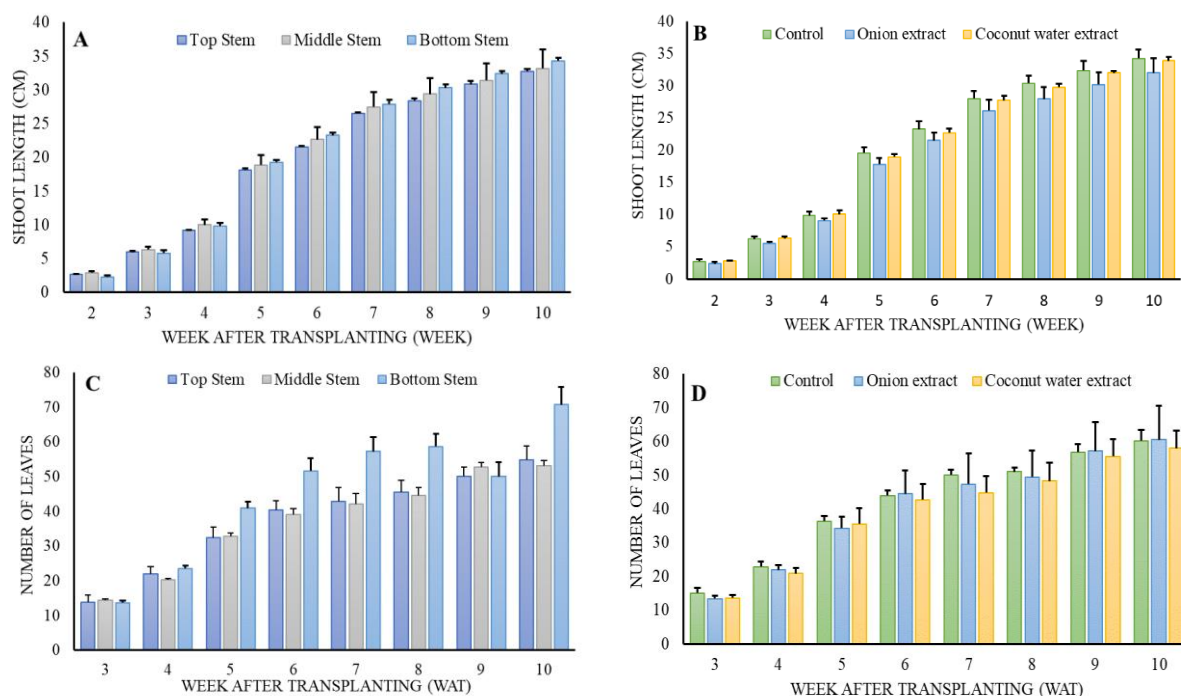 A
Top Stem Middle Stem Bottom Stem
SHOOT LENGTH (CM)
40
35
30
25
20
15
10
5
0
2 3 4 5 6 7 8 9 10
WEEK AFTER TRANSPLANTING (WEEK)
B
Control Onion extract Coconut water extract
SHOOT LENGTH (CM)
40
35
30
25
20
15
10
5
0
2 3 4 5 6 7 8 9 10
WEEK AFTER TRANSPLANTING (WEEK)
C
Top Stem Middle Stem Bottom Stem
NUMBER OF LEAVES
80
70
60
50
40
30
20
10
0
3 4 5 6 7 8 9 10
WEEK AFTER TRANSPLANTING (WAT)
D
Control Onion extract Coconut water extract
NUMBER OF LEAVES
80
70
60
50
40
30
20
10
0
3 4 5 6 7 8 9 10
WEEK AFTER TRANSPLANTING (WAT)